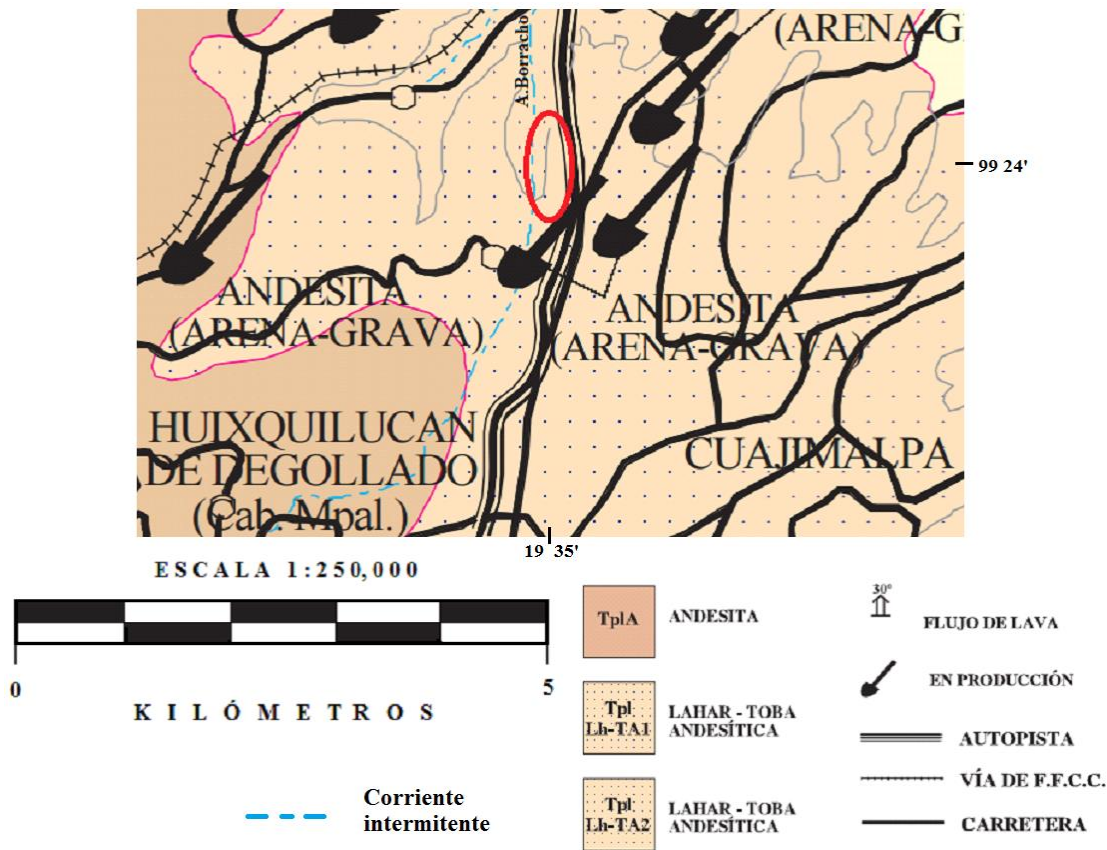 A.Borracho
(ARENA-G
99 24'
ANDESITA
(ARENA-GRAVA)
ANDESITA
(ARENA-GRAVA)
HUIXQUILUCAN
DE DEGOLLADO
(Cab. Mpal.)
CUAJIMALPA
19 35'
ESCALA 1:250,000
0 5
KILÓMETROS
Corriente
intermitente
TplA
ANDESITA
Tpl
Lh-TA1
LAHAR - TOBA
ANDESÍTICA
Tpl
Lh-TA2
LAHAR - TOBA
ANDESÍTICA
30°
FLUJO DE LAVA
EN PRODUCCIÓN
AUTOPISTA
VÍA DE F.F.C.C.
CARRETERA